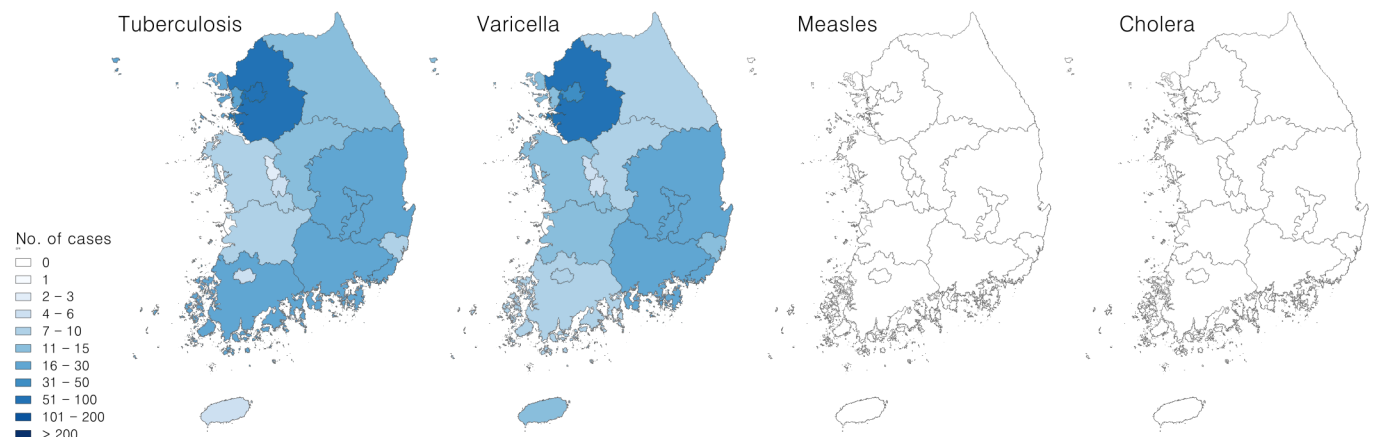 Tuberculosis
Varicella
Measles
Cholera
No. of cases
0
1
2 – 3
4 – 6
7 – 10
11 – 15
16 – 30
31 – 50
51 – 100
101 – 200
> 200